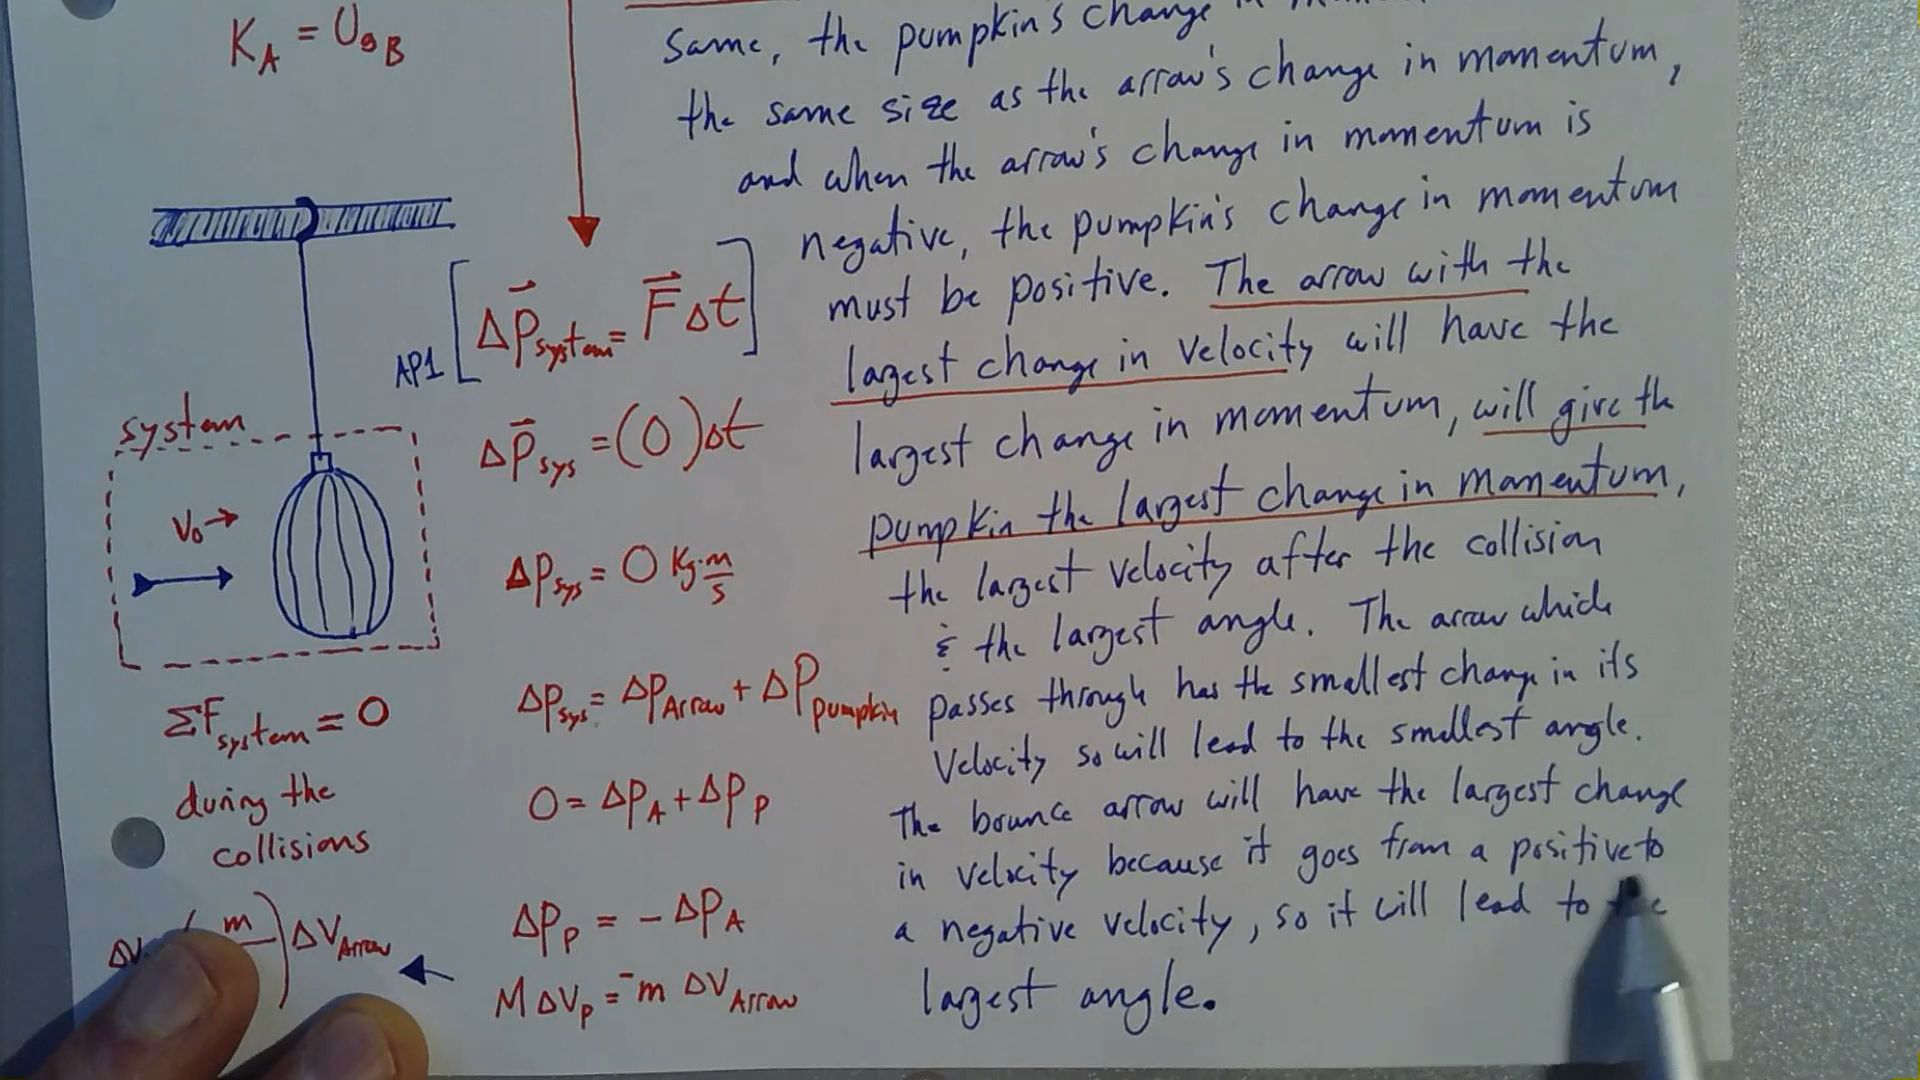 K_A = U_gB
Same, the pumpkin's change
the same size as the arrow's change in momentum,
and when the arrow's change in momentum is
negative, the pumpkin's change in momentum
must be positive. The arrow with the
largest change in velocity will have the
largest change in momentum, will give the
pumpkin the largest change in momentum,
the largest velocity after the collision
& the largest angle. The arrow which
passes through has the smallest change in its
velocity so will lead to the smallest angle.
The bounce arrow will have the largest change
in velocity because it goes from a positive to
a negative velocity, so it will lead to the
largest angle.
AP1 [Δp⃗_system = F⃗Δt]
Δp⃗_sys = (0)Δt
Δp_sys = 0 kg·m/s
Δp_sys = Δp_Arrow + Δp_pumpkin
0 = Δp_A + Δp_P
Δp_P = -Δp_A
MΔV_P = -m ΔV_Arrow
system
V₀→
ΣF_system = 0
during the
collisions
m ) ΔV_Arrow